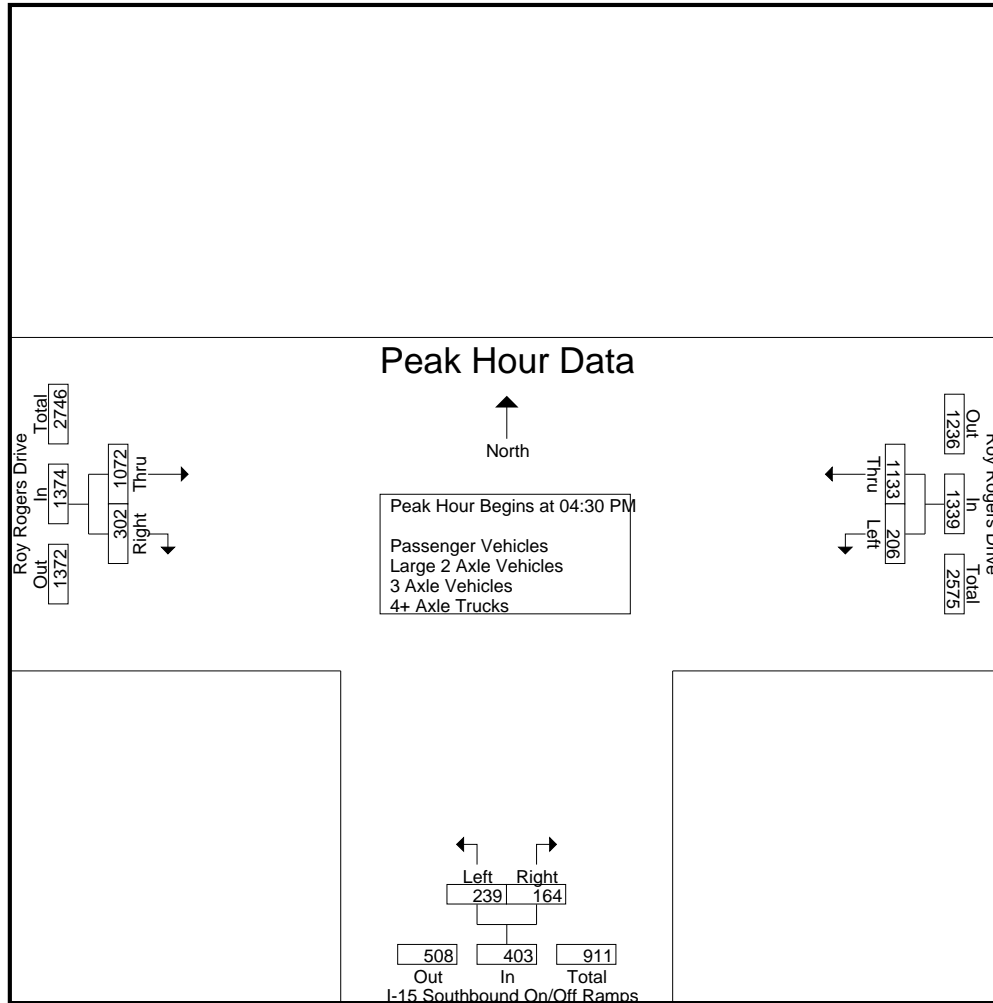 Peak Hour Data
North
Peak Hour Begins at 04:30 PM
Passenger Vehicles
Large 2 Axle Vehicles
3 Axle Vehicles
4+ Axle Trucks
Roy Rogers Drive
Out In Total
1372 1374 2746
Right Thru
302 1072
Roy Rogers Drive
Out In Total
1236 1339 2575
Thru Left
1133 206
Left Right
239 164
508 403 911
Out In Total
I-15 Southbound On/Off Ramps